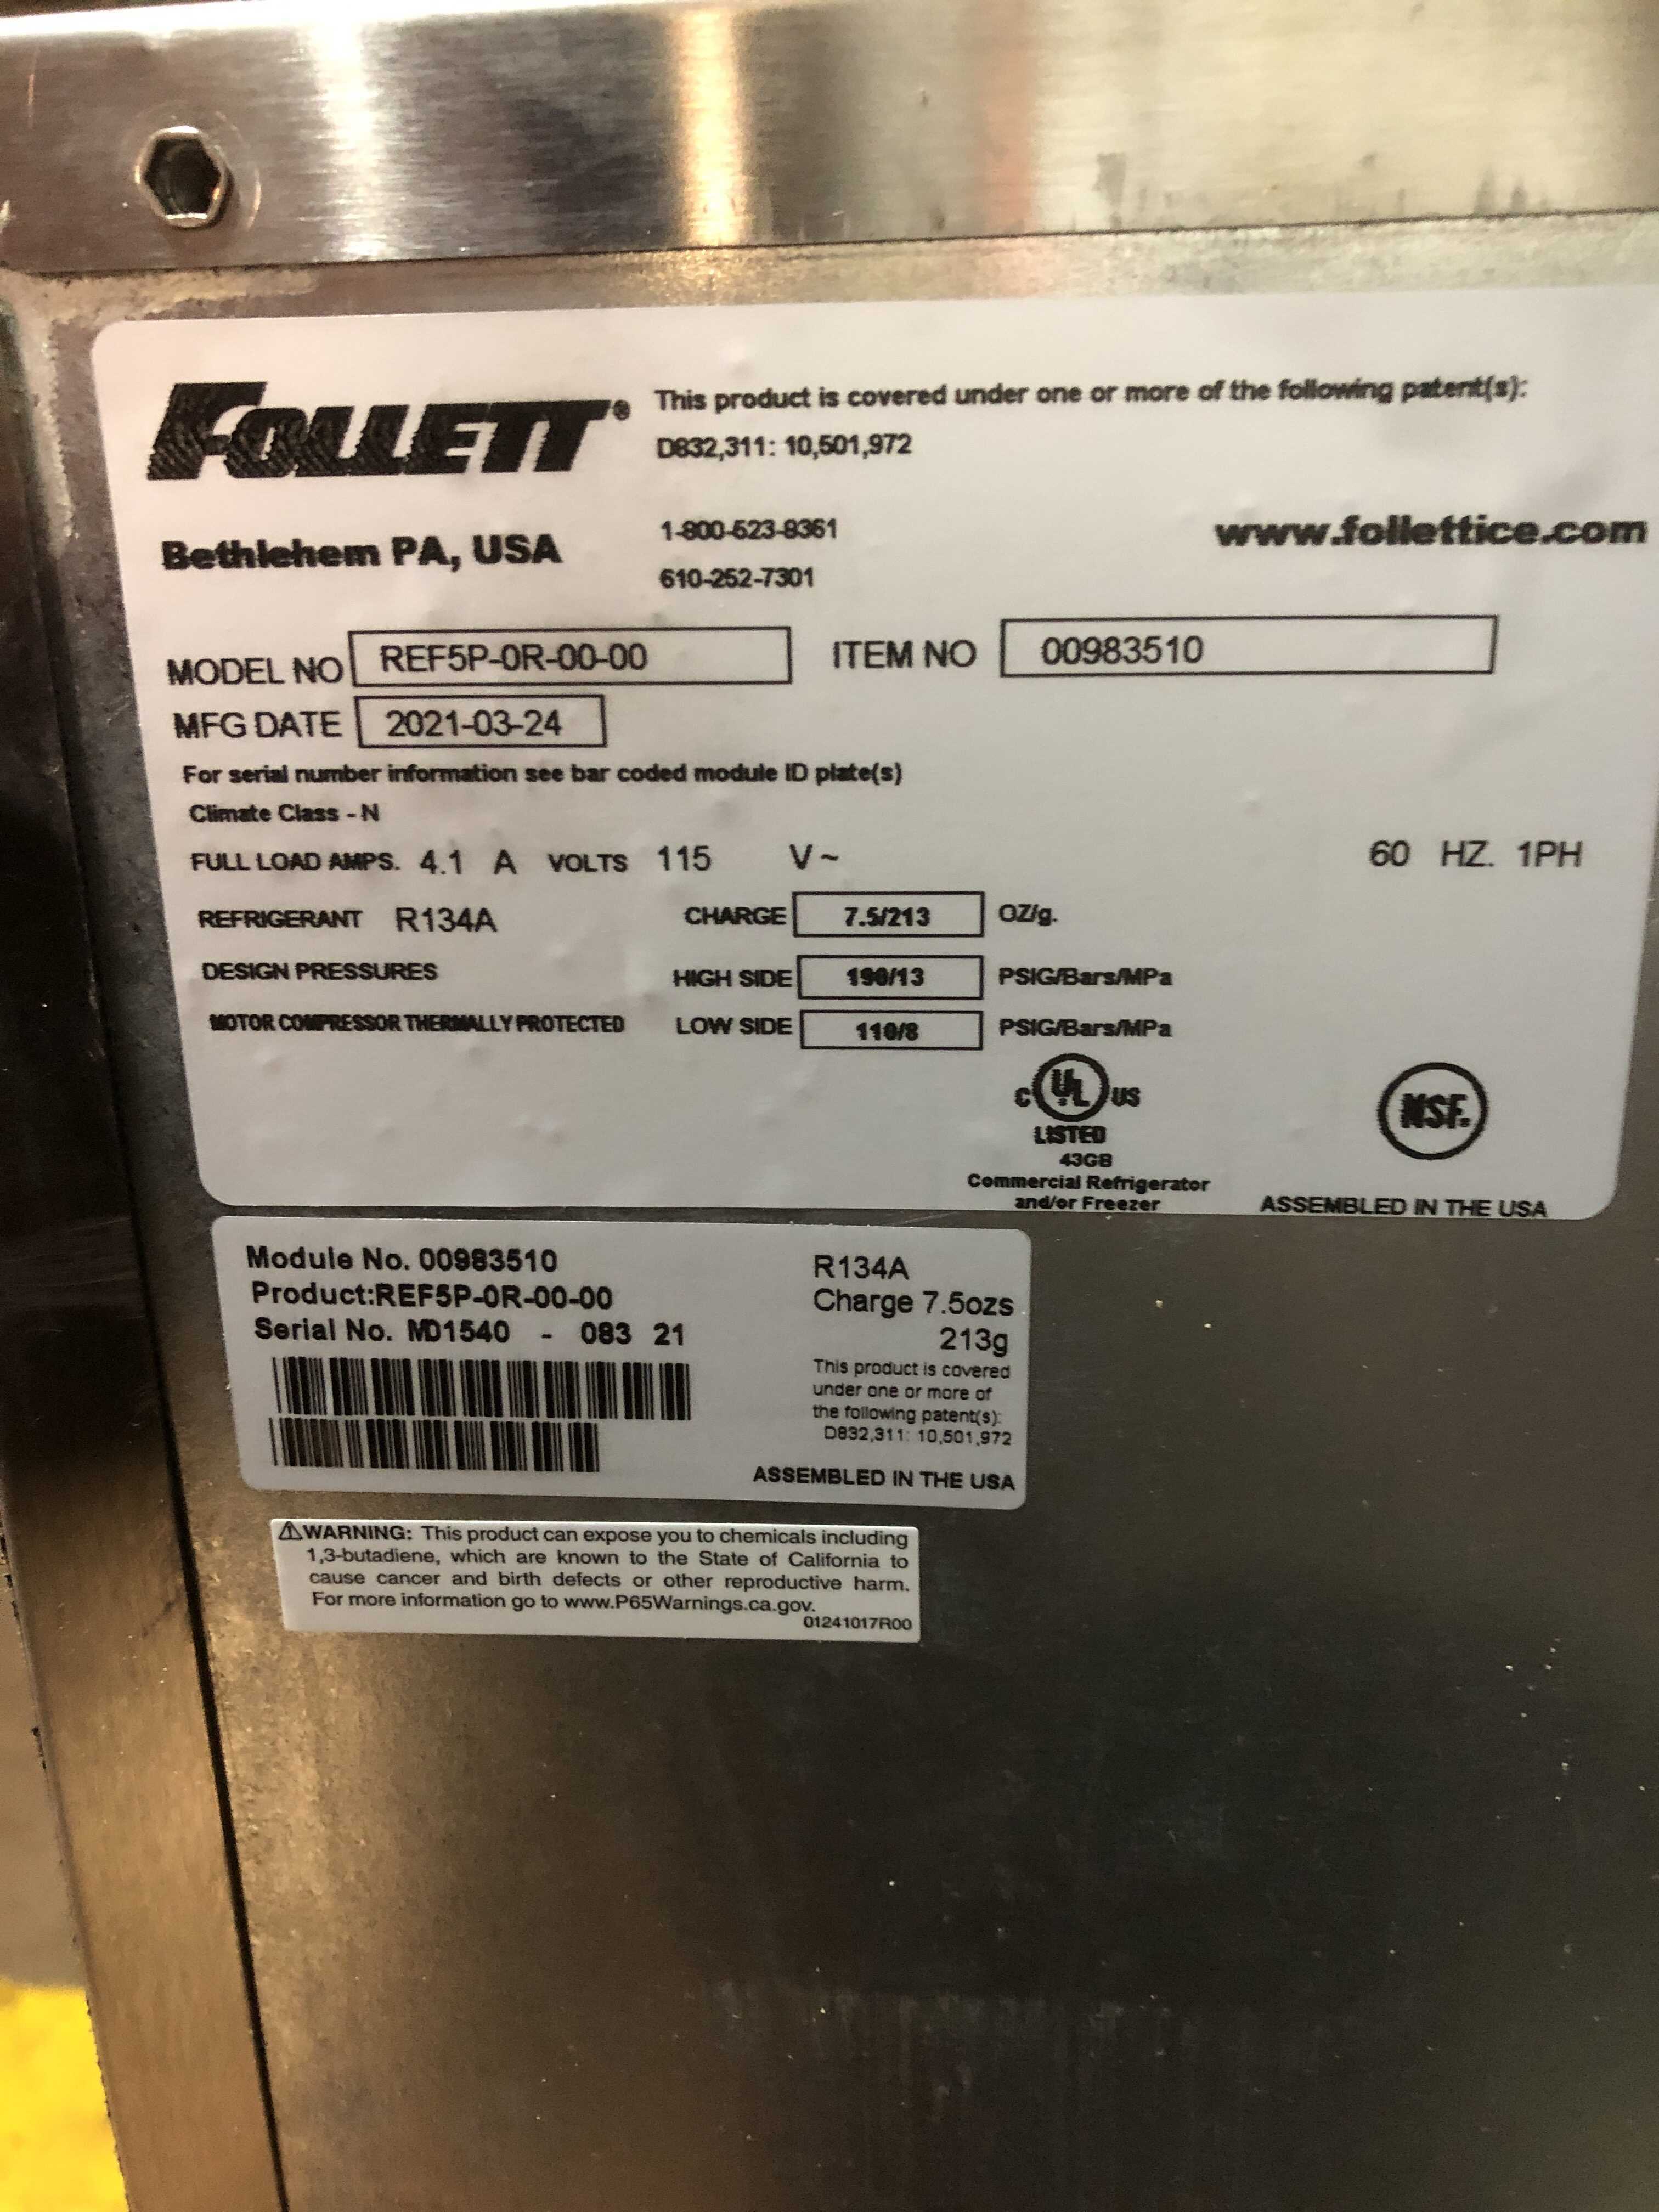 FOLLETT®
This product is covered under one or more of the following patent(s):
D832,311: 10,501,972
Bethlehem PA, USA
1-800-523-8361
610-252-7301
www.follettice.com
MODEL NO REF5P-0R-00-00 ITEM NO 00983510
MFG DATE 2021-03-24
For serial number information see bar coded module ID plate(s)
Climate Class - N
FULL LOAD AMPS. 4.1 A VOLTS 115 V~ 60 HZ. 1PH
REFRIGERANT R134A CHARGE 7.5/213 OZ/g.
DESIGN PRESSURES HIGH SIDE 190/13 PSIG/Bars/MPa
MOTOR COMPRESSOR THERMALLY PROTECTED LOW SIDE 110/8 PSIG/Bars/MPa
C UL US
LISTED
43GB
Commercial Refrigerator
and/or Freezer
NSF.
ASSEMBLED IN THE USA
Module No. 00983510
Product:REF5P-0R-00-00
Serial No. MD1540 - 083 21
R134A
Charge 7.5ozs
213g
This product is covered
under one or more of
the following patent(s):
D832,311: 10,501,972
ASSEMBLED IN THE USA
⚠WARNING: This product can expose you to chemicals including
1,3-butadiene, which are known to the State of California to
cause cancer and birth defects or other reproductive harm.
For more information go to www.P65Warnings.ca.gov.
01241017R00